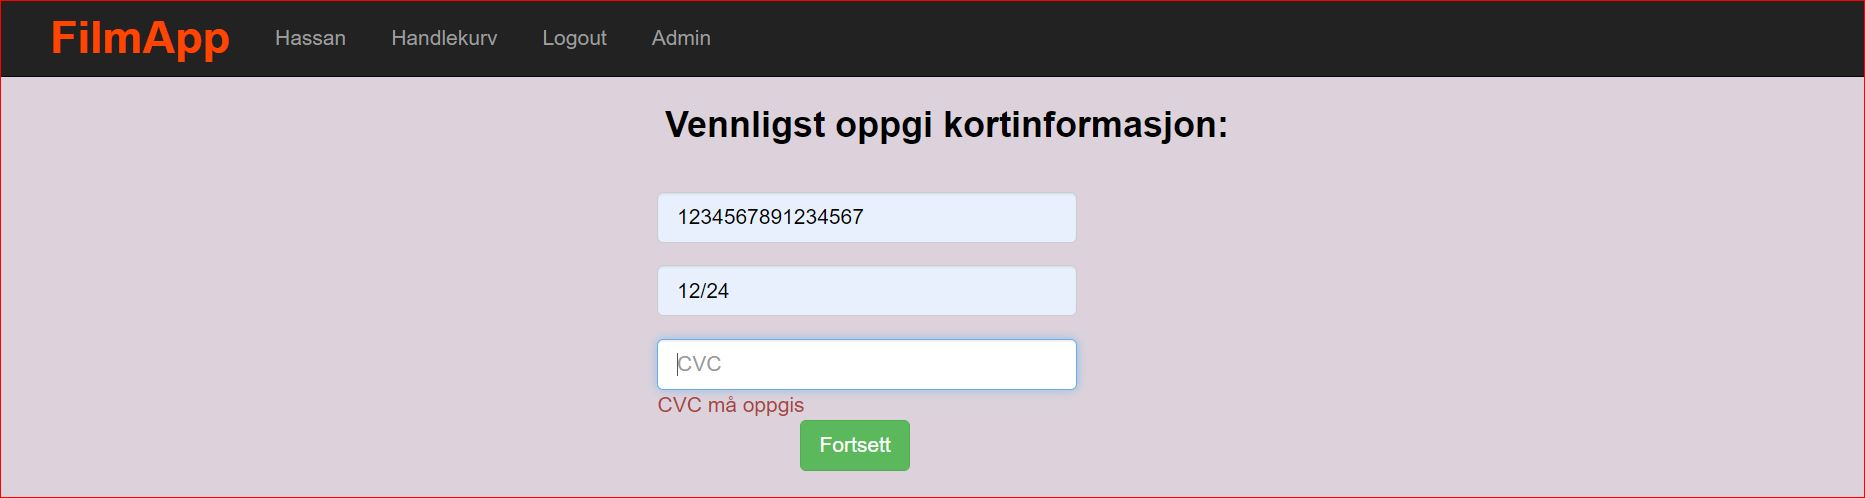 FilmApp Hassan Handlekurv Logout Admin
Vennligst oppgi kortinformasjon:
1234567891234567
12/24
CVC
CVC må oppgis
Fortsett